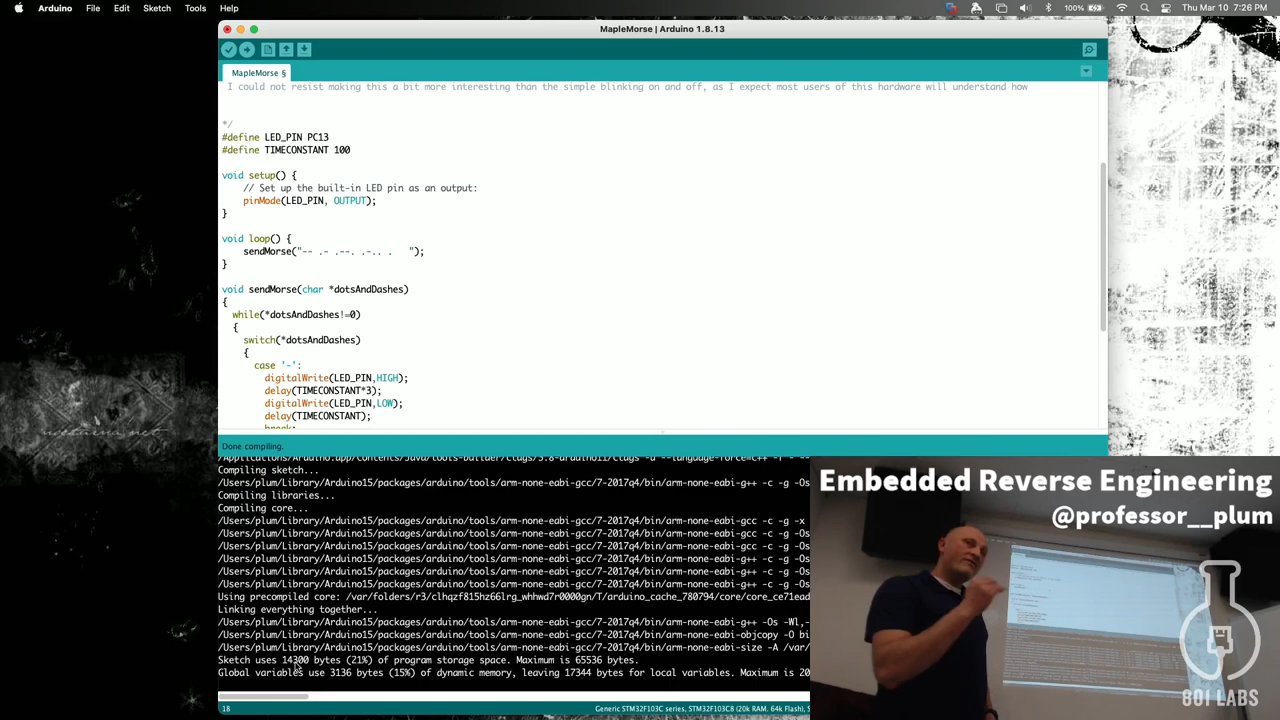 Arduino File Edit Sketch Tools Help
100% Mon 7:26 PM
MapleMorse | Arduino 1.8.13
MapleMorse §
I could not resist making this a bit more interesting than the simple blinking on and off, as I expect most users of this hardware will understand how
*/
#define LED_PIN PC13
#define TIMECONSTANT 100
void setup() {
// Set up the built-in LED pin as an output:
pinMode(LED_PIN, OUTPUT);
}
void loop() {
sendMorse("-- .- .--. .-.. .   ");
}
void sendMorse(char *dotsAndDashes)
{
while(*dotsAndDashes!=0)
{
switch(*dotsAndDashes)
{
case '-':
digitalWrite(LED_PIN,HIGH);
delay(TIMECONSTANT*3);
digitalWrite(LED_PIN,LOW);
delay(TIMECONSTANT);
break;
Done compiling.
Compiling sketch...
/Users/plum/Library/Arduino15/packages/arduino/tools/arm-none-eabi-gcc/7-2017q4/bin/arm-none-eabi-g++ -c -g -Os
Compiling libraries...
Compiling core...
/Users/plum/Library/Arduino15/packages/arduino/tools/arm-none-eabi-gcc/7-2017q4/bin/arm-none-eabi-gcc -c -g -x
/Users/plum/Library/Arduino15/packages/arduino/tools/arm-none-eabi-gcc/7-2017q4/bin/arm-none-eabi-gcc -c -g -Os
/Users/plum/Library/Arduino15/packages/arduino/tools/arm-none-eabi-gcc/7-2017q4/bin/arm-none-eabi-gcc -c -g -Os
/Users/plum/Library/Arduino15/packages/arduino/tools/arm-none-eabi-gcc/7-2017q4/bin/arm-none-eabi-g++ -c -g -Os
/Users/plum/Library/Arduino15/packages/arduino/tools/arm-none-eabi-gcc/7-2017q4/bin/arm-none-eabi-g++ -c -g -Os
/Users/plum/Library/Arduino15/packages/arduino/tools/arm-none-eabi-gcc/7-2017q4/bin/arm-none-eabi-g++ -c -g -Os
Using precompiled core: /var/folders/r3/clhqzf815hz66lrg_whhwd7r0000gn/T/arduino_cache_780794/core/core_ce71ead
Linking everything together...
/Users/plum/Library/Arduino15/packages/arduino/tools/arm-none-eabi-gcc/7-2017q4/bin/arm-none-eabi-g++ -Os -Wl,-
/Users/plum/Library/Arduino15/packages/arduino/tools/arm-none-eabi-gcc/7-2017q4/bin/arm-none-eabi-objcopy -O bi
/Users/plum/Library/Arduino15/packages/arduino/tools/arm-none-eabi-gcc/7-2017q4/bin/arm-none-eabi-size -A /var/
Sketch uses 14300 bytes (21%) of program storage space. Maximum is 65536 bytes.
Global variables use 3136 bytes (15%) of dynamic memory, leaving 17344 bytes for local variables. Maximum is 20
18
Generic STM32F103C series, STM32F103C8 (20k RAM. 64k Flash), S
Embedded Reverse Engineering
@professor__plum
801 LABS